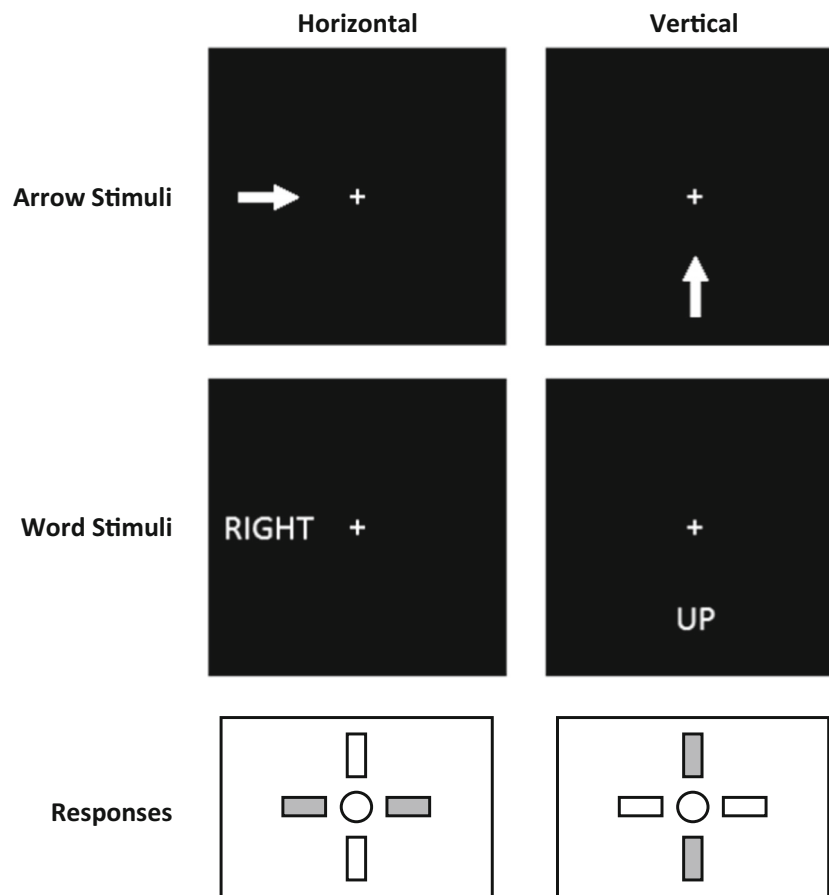 Horizontal Vertical
Arrow Stimuli
Word Stimuli
RIGHT
UP
Responses